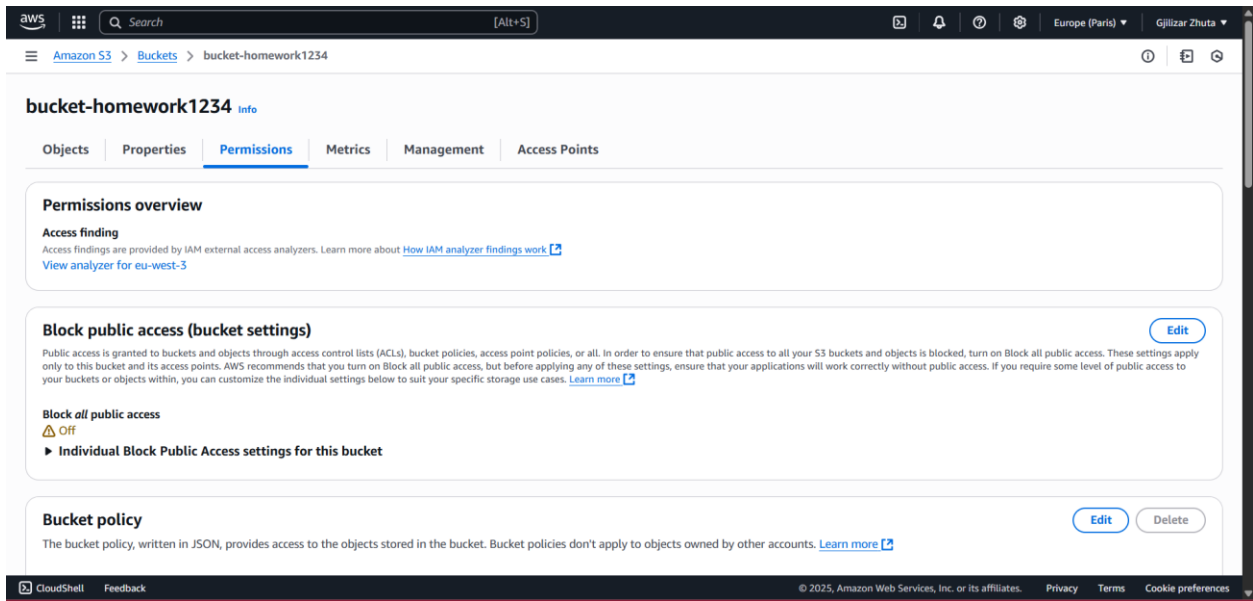 aws
Search [Alt+S]
Europe (Paris) Gjilizar Zhuta
Amazon S3 > Buckets > bucket-homework1234
bucket-homework1234 Info
Objects Properties Permissions Metrics Management Access Points
Permissions overview
Access finding
Access findings are provided by IAM external access analyzers. Learn more about How IAM analyzer findings work
View analyzer for eu-west-3
Block public access (bucket settings)
Edit
Public access is granted to buckets and objects through access control lists (ACLs), bucket policies, access point policies, or all. In order to ensure that public access to all your S3 buckets and objects is blocked, turn on Block all public access. These settings apply
only to this bucket and its access points. AWS recommends that you turn on Block all public access, but before applying any of these settings, ensure that your applications will work correctly without public access. If you require some level of public access to
your buckets or objects within, you can customize the individual settings below to suit your specific storage use cases. Learn more
Block all public access
Off
Individual Block Public Access settings for this bucket
Bucket policy
Edit Delete
The bucket policy, written in JSON, provides access to the objects stored in the bucket. Bucket policies don't apply to objects owned by other accounts. Learn more
CloudShell Feedback © 2025, Amazon Web Services, Inc. or its affiliates. Privacy Terms Cookie preferences